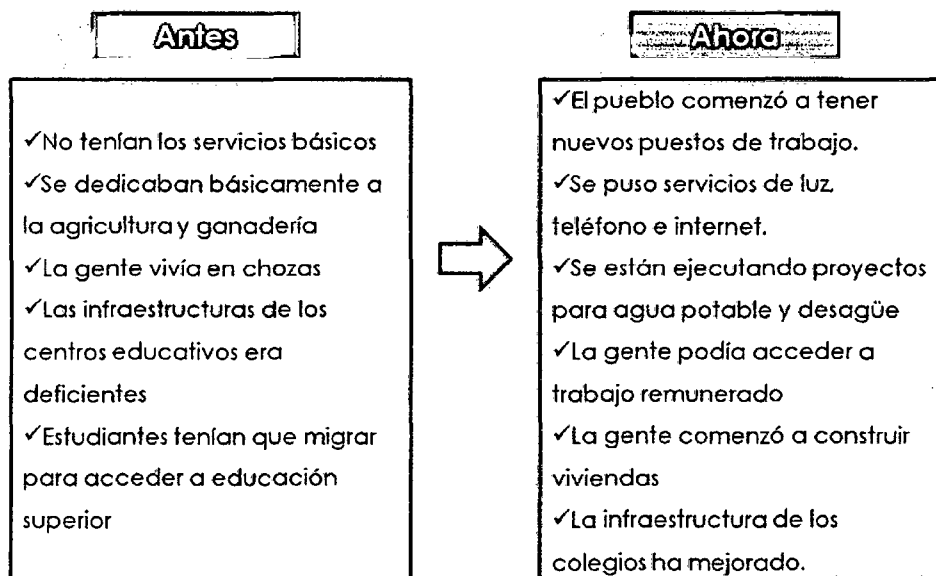 Antes
✓No tenían los servicios básicos
✓Se dedicaban básicamente a
la agricultura y ganadería
✓La gente vivía en chozas
✓Las infraestructuras de los
centros educativos era
deficientes
✓Estudiantes tenían que migrar
para acceder a educación
superior
Ahora
✓El pueblo comenzó a tener
nuevos puestos de trabajo.
✓Se puso servicios de luz,
teléfono e internet.
✓Se están ejecutando proyectos
para agua potable y desagüe
✓La gente podía acceder a
trabajo remunerado
✓La gente comenzó a construir
viviendas
✓La infraestructura de los
colegios ha mejorado.